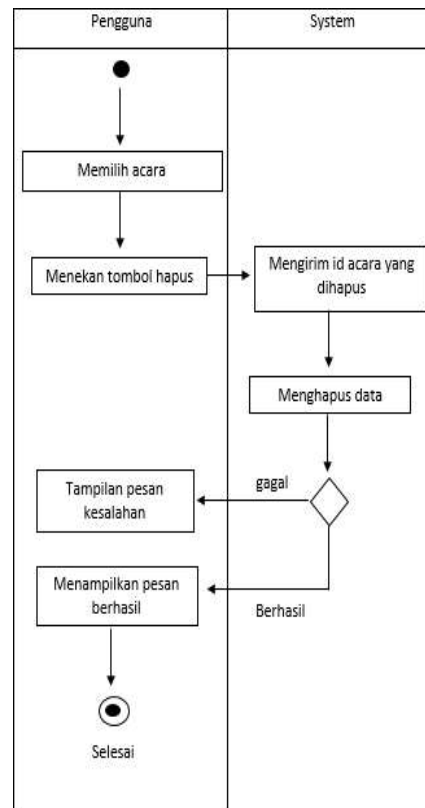 Pengguna
System
Memilih acara
Menekan tombol hapus
Mengirim id acara yang
dihapus
Menghapus data
gagal
Tampilan pesan
kesalahan
Menampilkan pesan
berhasil
Berhasil
Selesai